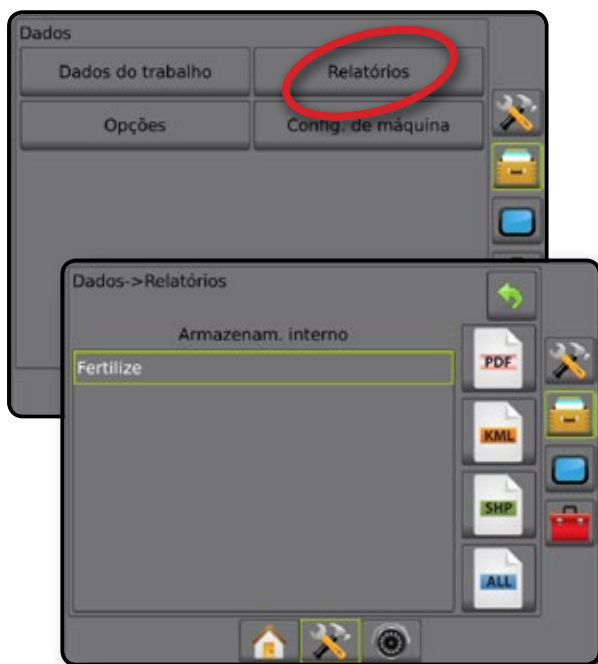 Dados
Dados do trabalho
Relatórios
Opções
Config. de máquina
Dados->Relatórios
Armazenam. interno
Fertilize
PDF
KML
SHP
ALL